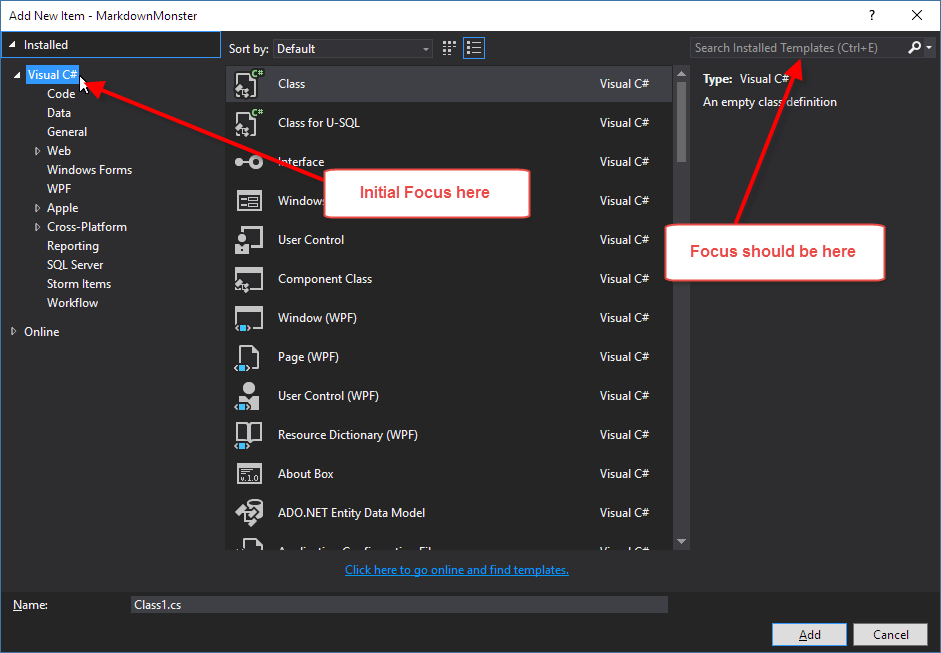 Add New Item - MarkdownMonster
?
Installed
Sort by: Default
Search Installed Templates (Ctrl+E)
Visual C#
Code
Data
General
Web
Windows Forms
WPF
Apple
Cross-Platform
Reporting
SQL Server
Storm Items
Workflow
Online
Class Visual C#
Class for U-SQL Visual C#
Interface Visual C#
Windows Visual C#
User Control Visual C#
Component Class Visual C#
Window (WPF) Visual C#
Page (WPF) Visual C#
User Control (WPF) Visual C#
Resource Dictionary (WPF) Visual C#
About Box Visual C#
ADO.NET Entity Data Model Visual C#
Type: Visual C#
An empty class definition
Initial Focus here
Focus should be here
Click here to go online and find templates.
Name: Class1.cs
Add Cancel